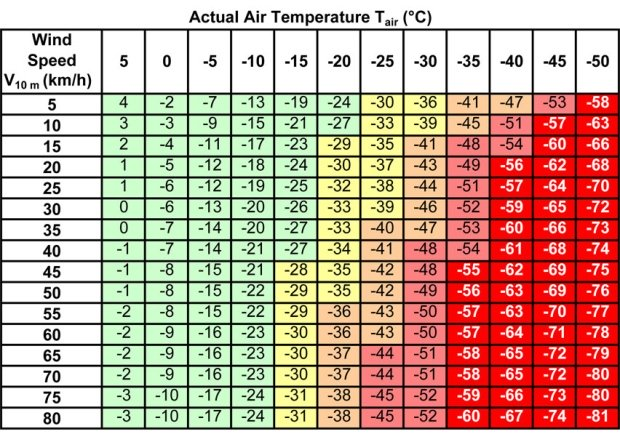 Actual Air Temperature Tair (°C)
Wind Speed V10 m (km/h) 5 0 -5 -10 -15 -20 -25 -30 -35 -40 -45 -50
5 4 -2 -7 -13 -19 -24 -30 -36 -41 -47 -53 -58
10 3 -3 -9 -15 -21 -27 -33 -39 -45 -51 -57 -63
15 2 -4 -11 -17 -23 -29 -35 -41 -48 -54 -60 -66
20 1 -5 -12 -18 -24 -30 -37 -43 -49 -56 -62 -68
25 1 -6 -12 -19 -25 -32 -38 -44 -51 -57 -64 -70
30 0 -6 -13 -20 -26 -33 -39 -46 -52 -59 -65 -72
35 0 -7 -14 -20 -27 -33 -40 -47 -53 -60 -66 -73
40 -1 -7 -14 -21 -27 -34 -41 -48 -54 -61 -68 -74
45 -1 -8 -15 -21 -28 -35 -42 -48 -55 -62 -69 -75
50 -1 -8 -15 -22 -29 -35 -42 -49 -56 -63 -69 -76
55 -2 -8 -15 -22 -29 -36 -43 -50 -57 -63 -70 -77
60 -2 -9 -16 -23 -30 -36 -43 -50 -57 -64 -71 -78
65 -2 -9 -16 -23 -30 -37 -44 -51 -58 -65 -72 -79
70 -2 -9 -16 -23 -30 -37 -44 -51 -58 -65 -72 -80
75 -3 -10 -17 -24 -31 -38 -45 -52 -59 -66 -73 -80
80 -3 -10 -17 -24 -31 -38 -45 -52 -60 -67 -74 -81